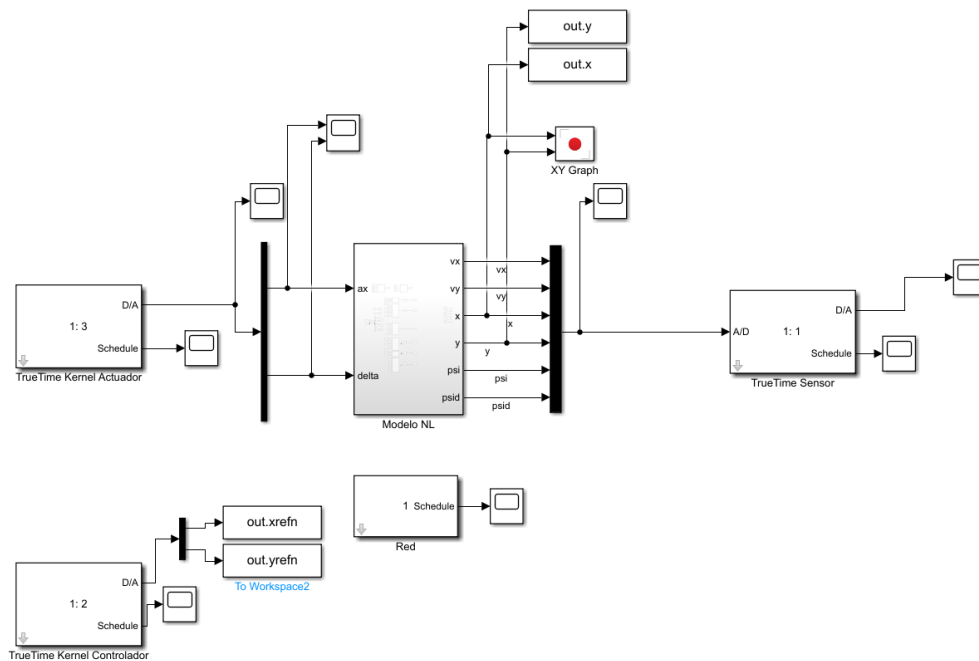 out.y
out.x
XY Graph
D/A
1: 3
Schedule
TrueTime Kernel Actuador
ax
delta
vx
vy
x
y
psi
psid
Modelo NL
vx
vy
x
y
psi
psid
A/D
1: 1
D/A
Schedule
TrueTime Sensor
1
Schedule
Red
out.xrefn
out.yrefn
To Workspace2
D/A
1: 2
Schedule
TrueTime Kernel Controlador